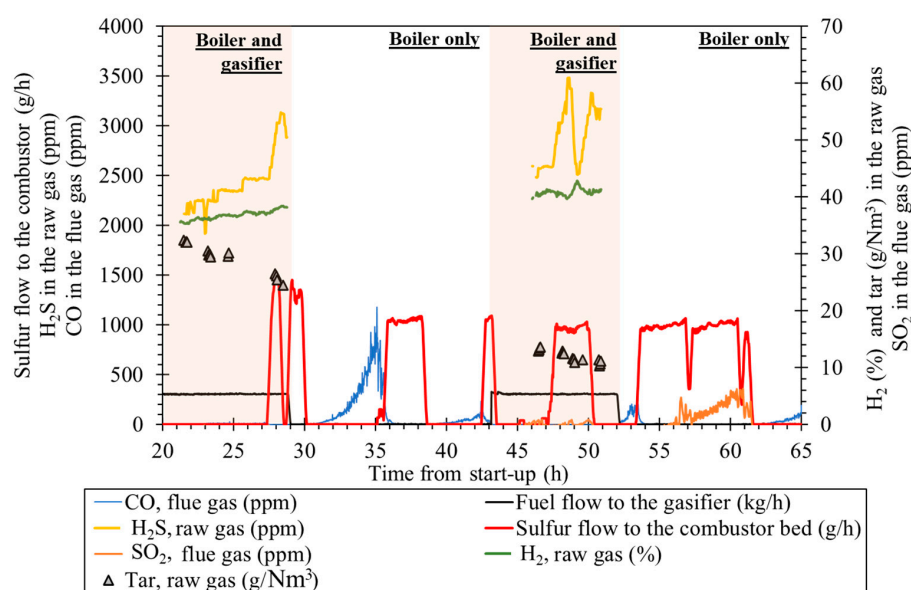 4000
3500
3000
2500
2000
1500
1000
500
0
70
60
50
40
30
20
10
0
20 25 30 35 40 45 50 55 60 65
Boiler and
gasifier
Boiler only
Boiler and
gasifier
Boiler only
Sulfur flow to the combustor (g/h)
H₂S in the raw gas (ppm)
CO in the flue gas (ppm)
H₂ (%) and tar (g/Nm³) in the raw gas
SO₂ in the flue gas (ppm)
Time from start-up (h)
CO, flue gas (ppm)
H₂S, raw gas (ppm)
SO₂, flue gas (ppm)
Tar, raw gas (g/Nm³)
Fuel flow to the gasifier (kg/h)
Sulfur flow to the combustor bed (g/h)
H₂, raw gas (%)